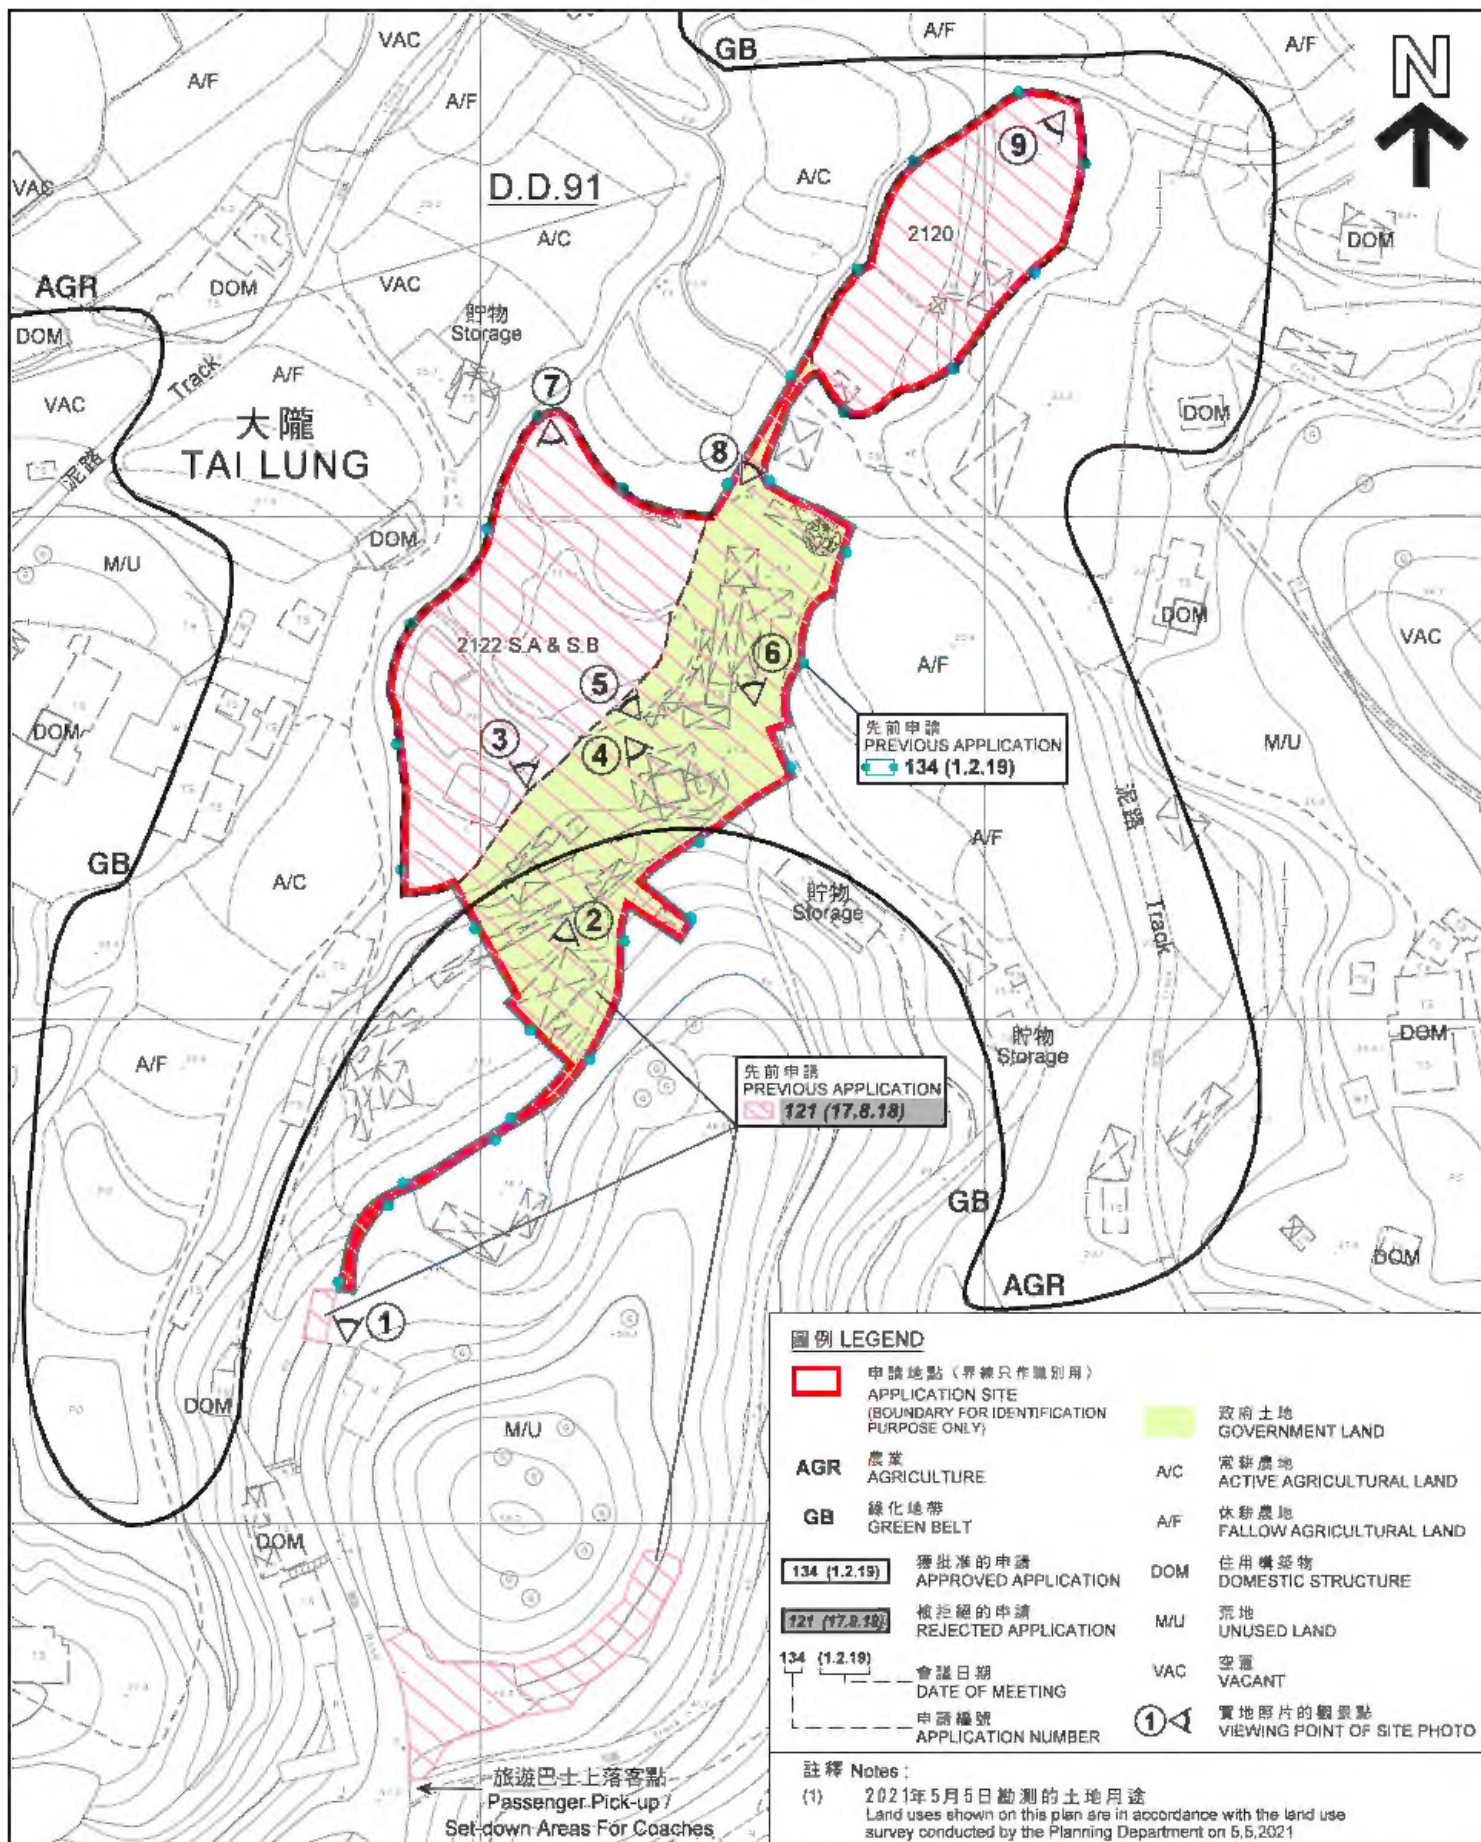 VAC
A/F
GB
A/F
A/F
N
A/F
A/F
9
VAC
D.D.91
A/C
A/C
2120
DOM
AGR
DOM
VAC
貯物
Storage
DOM
Track
A/F
VAC
7
大隴
TAI LUNG
泥路
DOM
8
DOM
M/U
2122 S.A & S.B
6
A/F
DOM
VAC
5
DOM
3
4
先前申請
PREVIOUS APPLICATION
134 (1.2.19)
M/U
泥路
Track
GB
A/C
A/F
貯物
Storage
2
GB
A/F
貯物
Storage
DOM
先前申請
PREVIOUS APPLICATION
121 (17.8.18)
GB
DOM
AGR
1
DOM
M/U
DOM
旅遊巴士上落客點
Passenger Pick-up /
Set-down Areas For Coaches
圖例 LEGEND
申請地點（界線只作識別用）
APPLICATION SITE
(BOUNDARY FOR IDENTIFICATION
PURPOSE ONLY)
政府土地
GOVERNMENT LAND
AGR
農業
AGRICULTURE
A/C
常耕農地
ACTIVE AGRICULTURAL LAND
GB
綠化地帶
GREEN BELT
A/F
休耕農地
FALLOW AGRICULTURAL LAND
134 (1.2.19)
獲批准的申請
APPROVED APPLICATION
DOM
住用構築物
DOMESTIC STRUCTURE
121 (17.8.18)
被拒絕的申請
REJECTED APPLICATION
M/U
荒地
UNUSED LAND
134 (1.2.19)
會議日期
DATE OF MEETING
VAC
空置
VACANT
申請編號
APPLICATION NUMBER
1
實地照片的觀景點
VIEWING POINT OF SITE PHOTO
註釋 Notes :
(1) 2021年5月5日勘測的土地用途
Land uses shown on this plan are in accordance with the land use
survey conducted by the Planning Department on 5.5.2021